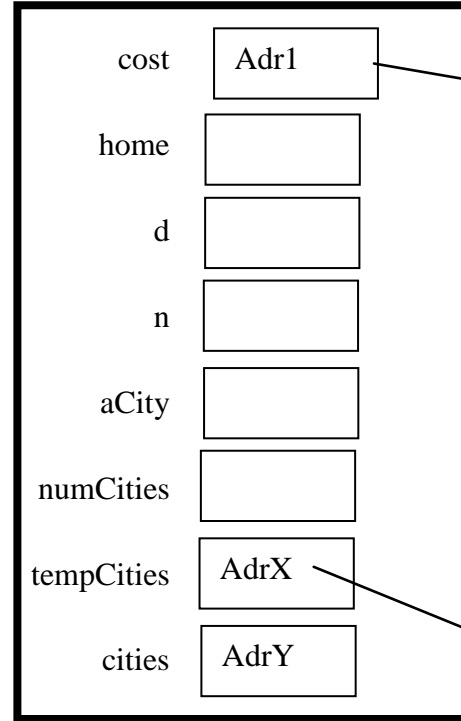 cost Adr1
home
d
n
aCity
numCities
tempCities AdrX
cities AdrY